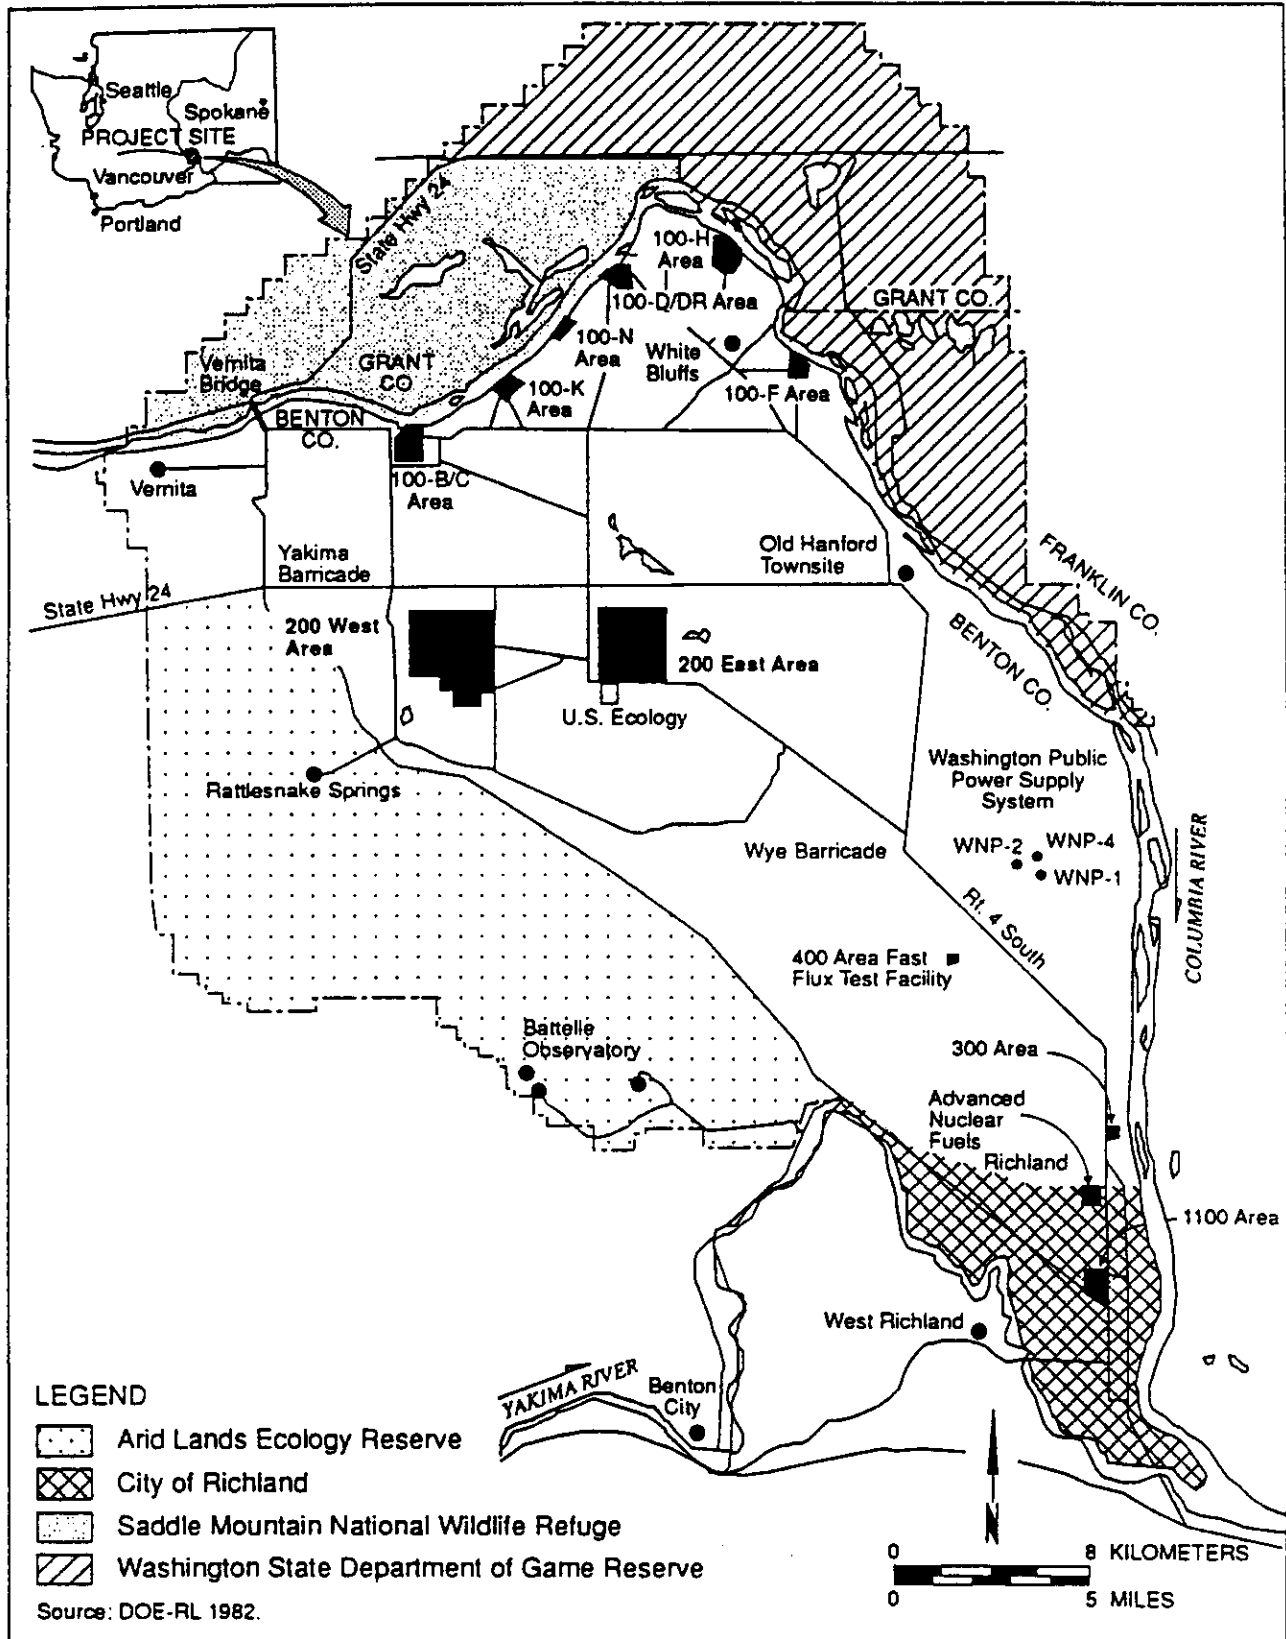 Seattle
Spokane
PROJECT SITE
Vancouver
Portland
State Hwy 24
100-H
Area
100-D/DR Area
GRANT CO.
100-N
Area
White
Bluffs
Vernita
Bridge
GRANT
CO
100-K
Area
100-F Area
BENTON
CO.
Vernita
100-B/C
Area
Yakima
Barricade
Old Hanford
Townsite
FRANKLIN CO.
BENTON CO.
State Hwy 24
200 West
Area
200 East Area
U.S. Ecology
Rattlesnake Springs
Washington Public
Power Supply
System
WNP-2
WNP-4
WNP-1
Wye Barricade
COLUMBIA RIVER
Rt. 4 South
400 Area Fast
Flux Test Facility
Battelle
Observatory
300 Area
Advanced
Nuclear
Fuels
Richland
1100 Area
West Richland
YAKIMA RIVER
Benton
City
LEGEND
Arid Lands Ecology Reserve
City of Richland
Saddle Mountain National Wildlife Refuge
Washington State Department of Game Reserve
Source: DOE-RL 1982.
N
0 8 KILOMETERS
0 5 MILES